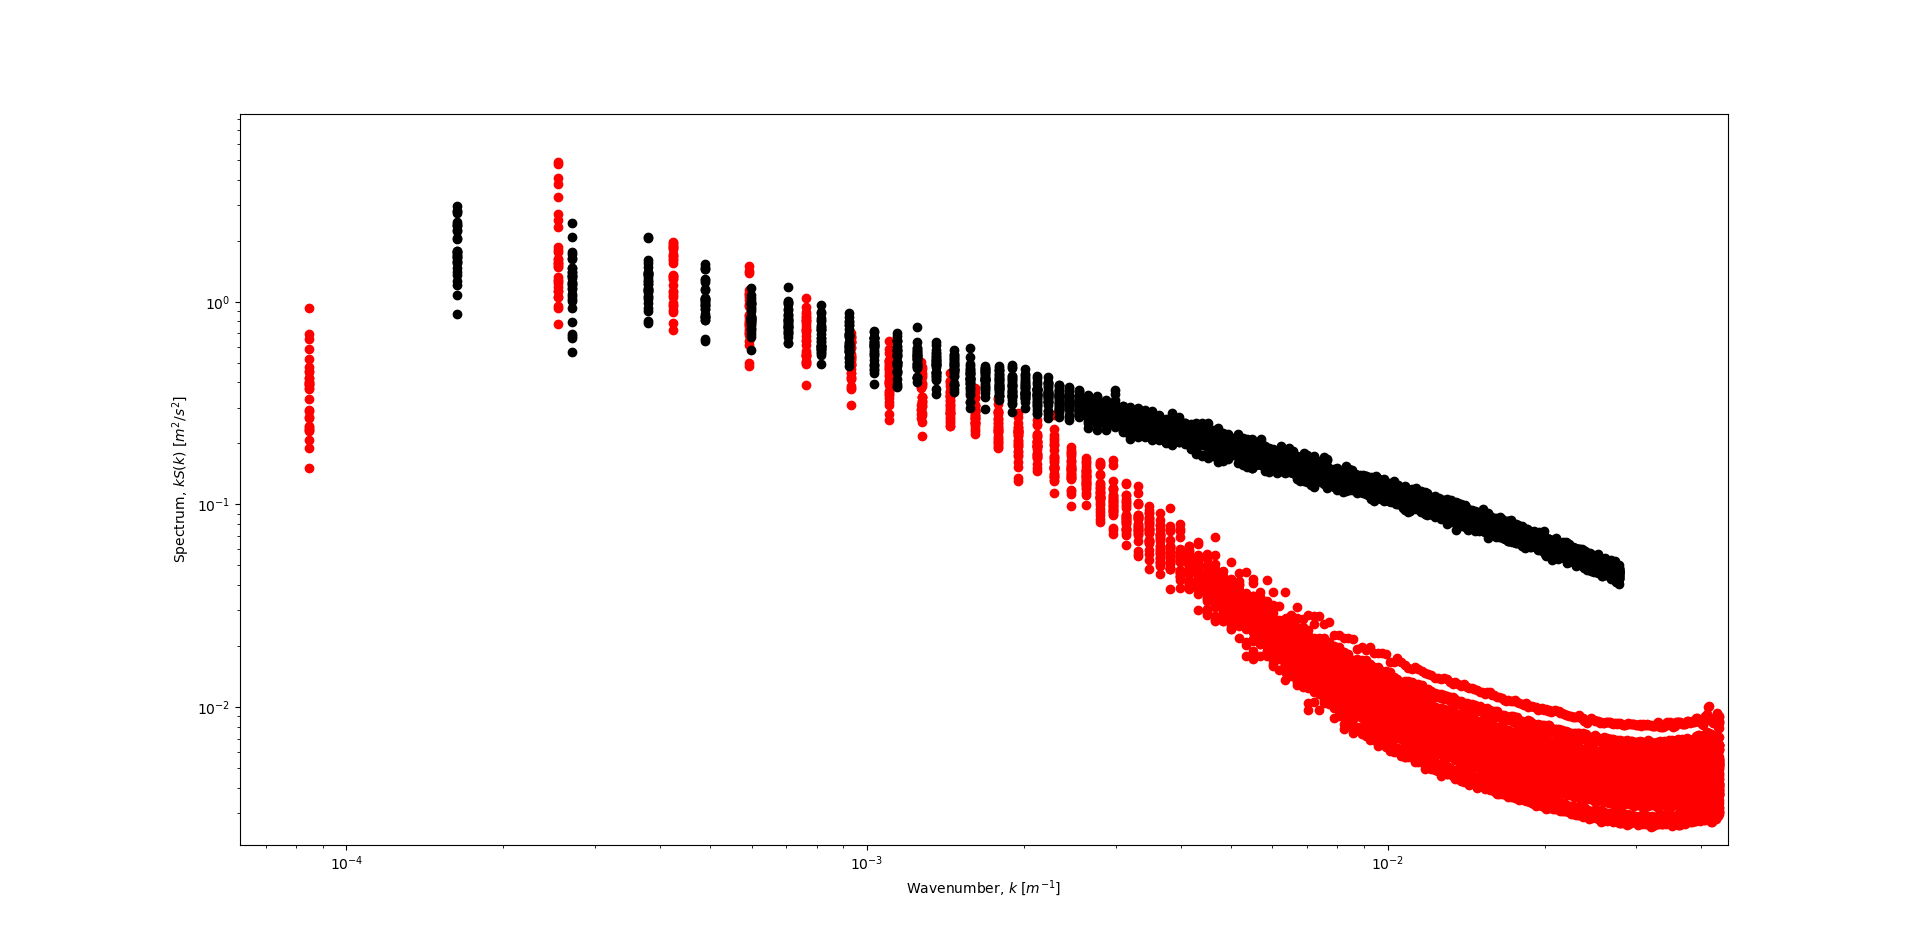 Spectrum, kS(k) [m²/s²]
10⁰
10⁻¹
10⁻²
10⁻⁴ 10⁻³ 10⁻²
Wavenumber, k [m⁻¹]